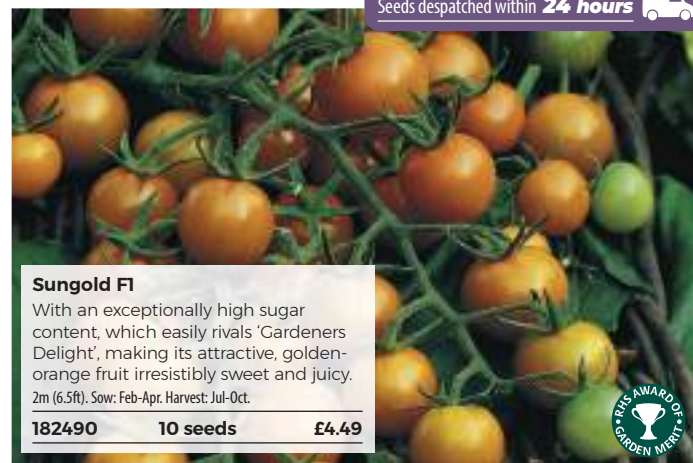 Seeds despatched within 24 hours
Sungold F1
With an exceptionally high sugar
content, which easily rivals ‘Gardeners
Delight’, making its attractive, golden-
orange fruit irresistibly sweet and juicy.
2m (6.5ft). Sow: Feb-Apr. Harvest: Jul-Oct.
182490 10 seeds £4.49
RHS AWARD OF
GARDEN MERIT